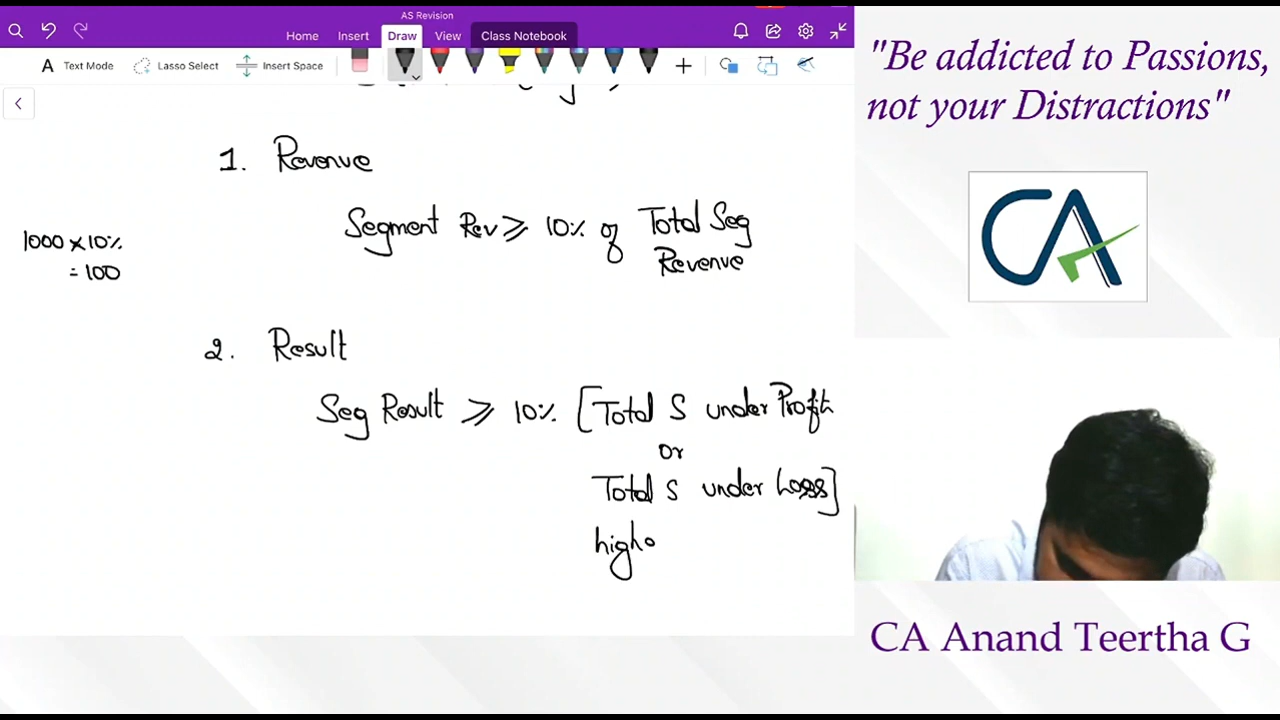 AS Revision
Home Insert Draw View Class Notebook
A Text Mode Lasso Select Insert Space
1. Revenue
Segment Rev ≥ 10% of Total Seg
Revenue
1000 × 10%
= 100
2. Result
Seg Result ≥ 10% [Total S under Profit
or
Total S under Loss]
highe
"Be addicted to Passions,
not your Distractions"
CA
CA Anand Teertha G